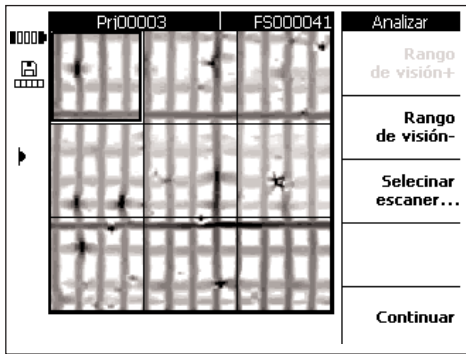 Prj00003
FS000041
Analizar
Rango
de visión+
Rango
de visión-
Selecinar
escaner...
Continuar